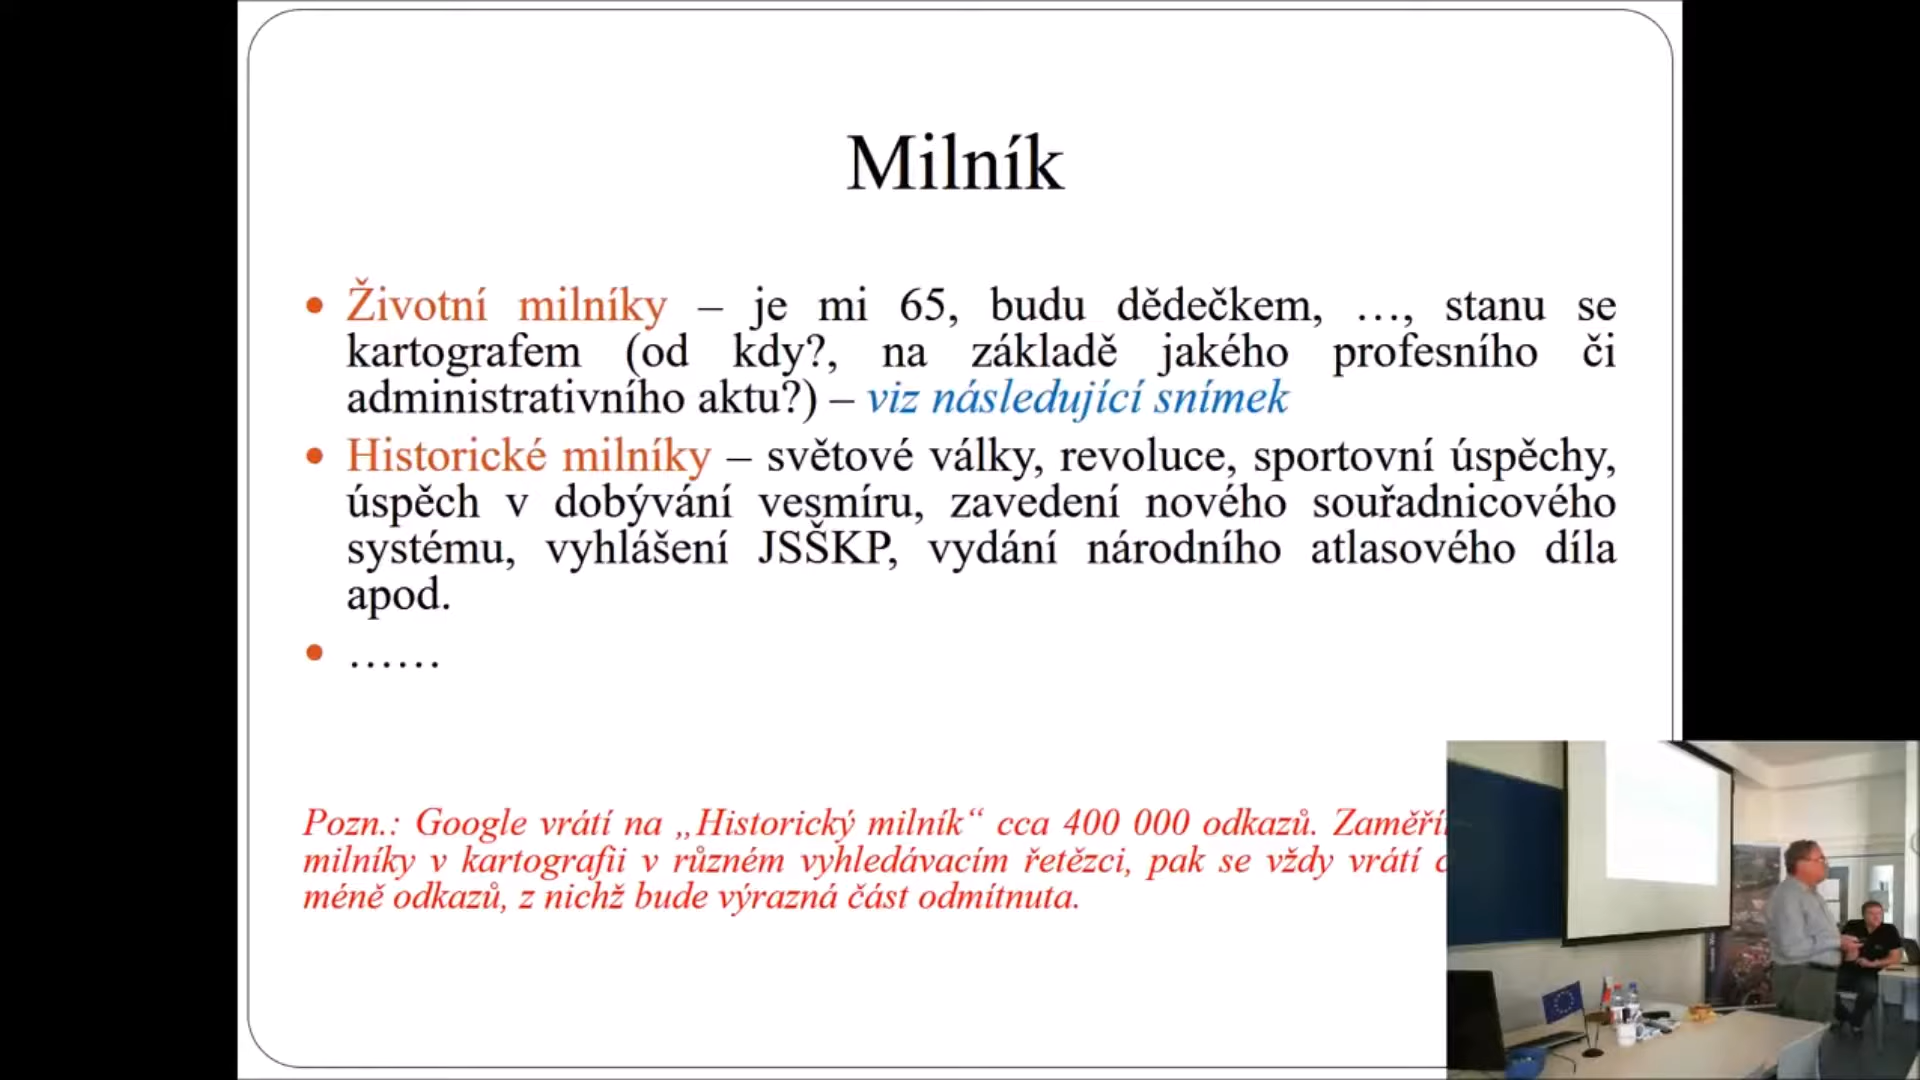 Milník
• Životní milníky – je mi 65, budu dědečkem, …, stanu se
kartografem (od kdy?, na základě jakého profesního či
administrativního aktu?) – viz následující snímek
• Historické milníky – světové války, revoluce, sportovní úspěchy,
úspěch v dobývání vesmíru, zavedení nového souřadnicového
systému, vyhlášení JSŠKP, vydání národního atlasového díla
apod.
• ……
Pozn.: Google vrátí na „Historický milník“ cca 400 000 odkazů.
milníky v kartografii v různém vyhledávacím řetězci, pak se vždy vrátí
méně odkazů, z nichž bude výrazná část odmítnuta.